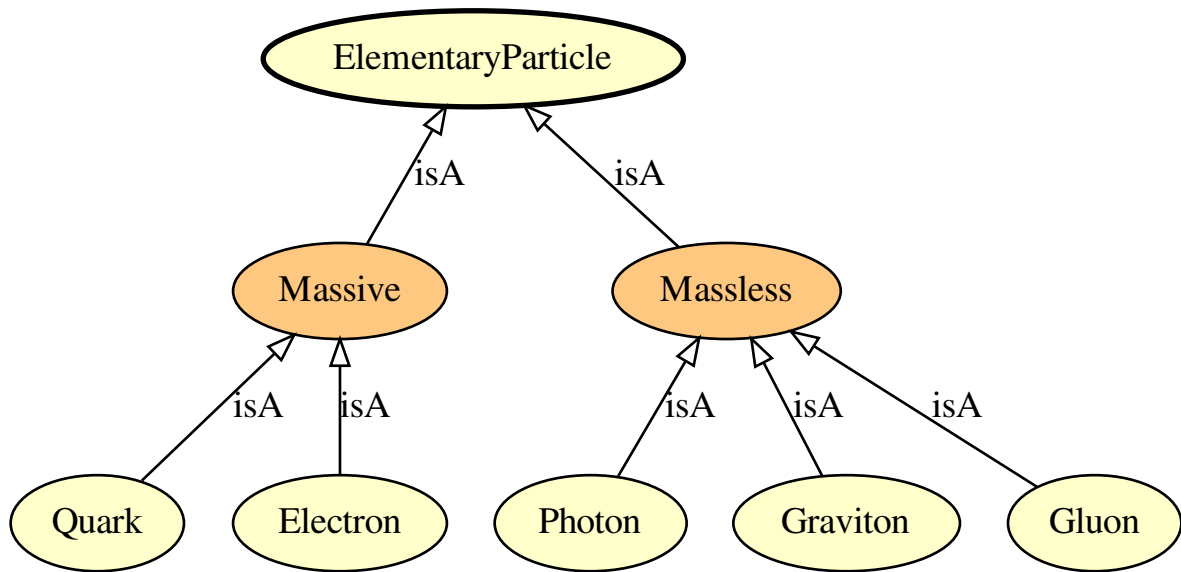 ElementaryParticle
isA isA
Massive Massless
isA isA isA isA isA
Quark Electron Photon Graviton Gluon